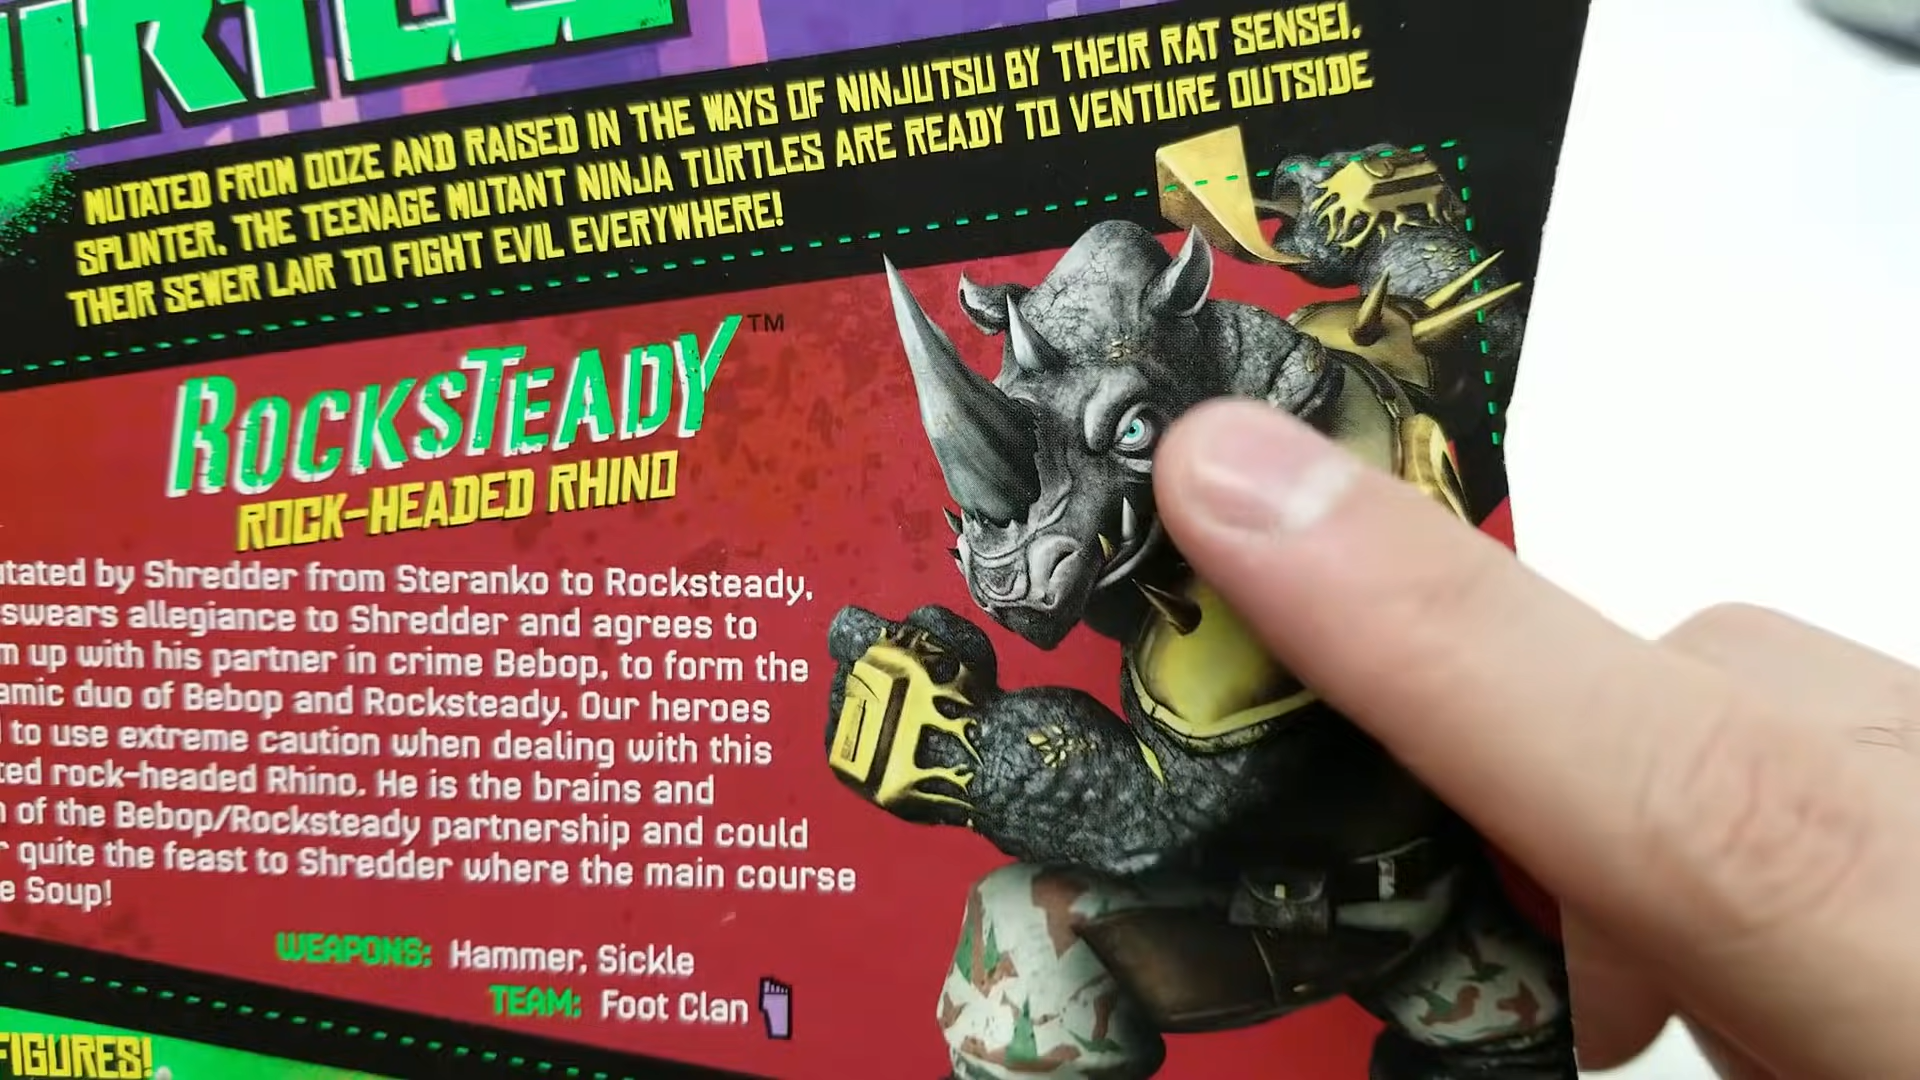 MUTATED FROM OOZE AND RAISED IN THE WAYS OF NINJUTSU BY THEIR RAT SENSEI,
SPLINTER, THE TEENAGE MUTANT NINJA TURTLES ARE READY TO VENTURE OUTSIDE
THEIR SEWER LAIR TO FIGHT EVIL EVERYWHERE!
ROCKSTEADY™
ROCK-HEADED RHINO
tated by Shredder from Steranko to Rocksteady,
swears allegiance to Shredder and agrees to
m up with his partner in crime Bebop, to form the
amic duo of Bebop and Rocksteady. Our heroes
to use extreme caution when dealing with this
ted rock-headed Rhino. He is the brains and
n of the Bebop/Rocksteady partnership and could
r quite the feast to Shredder where the main course
e Soup!
WEAPONS: Hammer, Sickle
TEAM: Foot Clan
FIGURES!